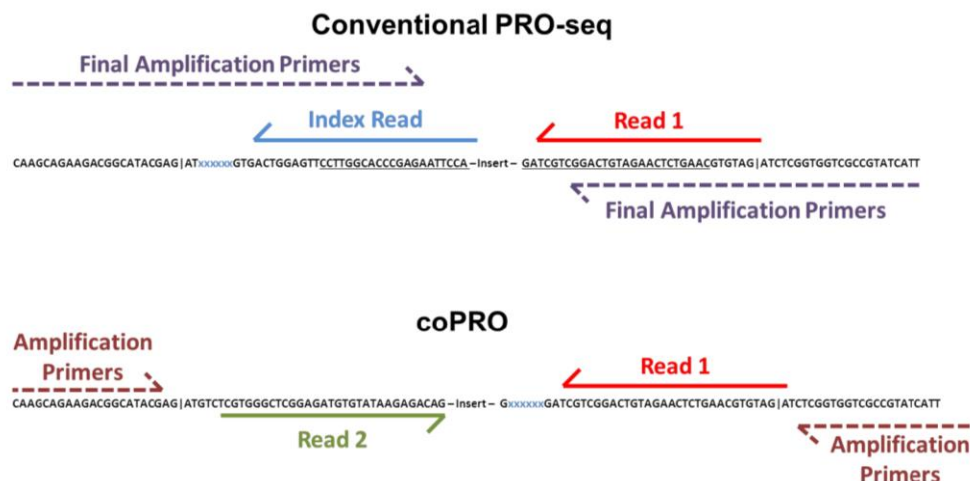 Conventional PRO-seq
Final Amplification Primers
Index Read
Read 1
CAAGCAGAAGACGGCATACGAG|ATxxxxxxGTGACTGGAGTTCCTTGGCACCCGAGAATTCCA–Insert– GATCGTCGGACTGTAGAACTCTGAACGTGTAG|ATCTCGGTGGTCGCCGTATCATT
Final Amplification Primers
coPRO
Amplification
Primers
Read 1
CAAGCAGAAGACGGCATACGAG|ATGTCTCGTGGGCTCGGAGATGTGTATAAGAGACAG–Insert– GxxxxxxGATCGTCGGACTGTAGAACTCTGAACGTGTAG|ATCTCGGTGGTCGCCGTATCATT
Read 2
Amplification
Primers